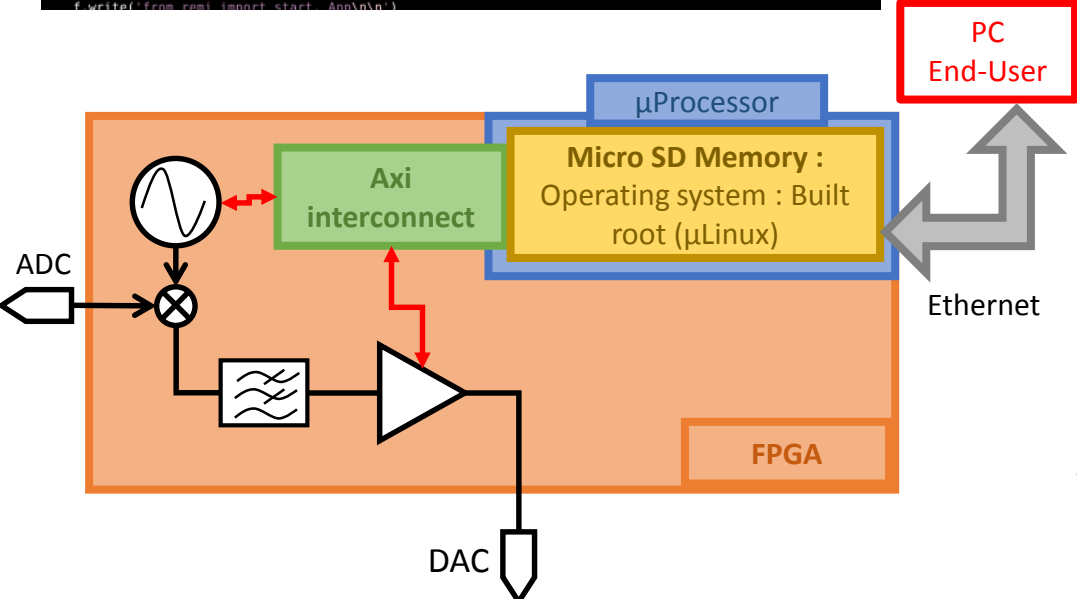 f.write('from remi import start, App\n\n')
PC
End-User
µProcessor
Micro SD Memory :
Operating system : Built
root (µLinux)
Axi
interconnect
ADC
Ethernet
FPGA
DAC